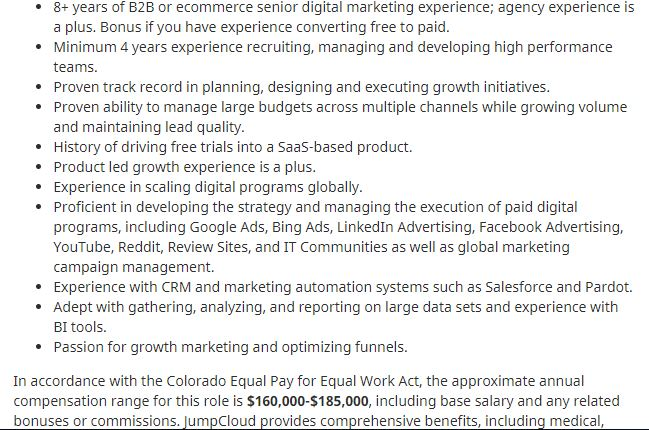 • 8+ years of B2B or ecommerce senior digital marketing experience; agency experience is
a plus. Bonus if you have experience converting free to paid.
• Minimum 4 years experience recruiting, managing and developing high performance
teams.
• Proven track record in planning, designing and executing growth initiatives.
• Proven ability to manage large budgets across multiple channels while growing volume
and maintaining lead quality.
• History of driving free trials into a SaaS-based product.
• Product led growth experience is a plus.
• Experience in scaling digital programs globally.
• Proficient in developing the strategy and managing the execution of paid digital
programs, including Google Ads, Bing Ads, LinkedIn Advertising, Facebook Advertising,
YouTube, Reddit, Review Sites, and IT Communities as well as global marketing
campaign management.
• Experience with CRM and marketing automation systems such as Salesforce and Pardot.
• Adept with gathering, analyzing, and reporting on large data sets and experience with
BI tools.
• Passion for growth marketing and optimizing funnels.
In accordance with the Colorado Equal Pay for Equal Work Act, the approximate annual
compensation range for this role is $160,000-$185,000, including base salary and any related
bonuses or commissions. JumpCloud provides comprehensive benefits, including medical,